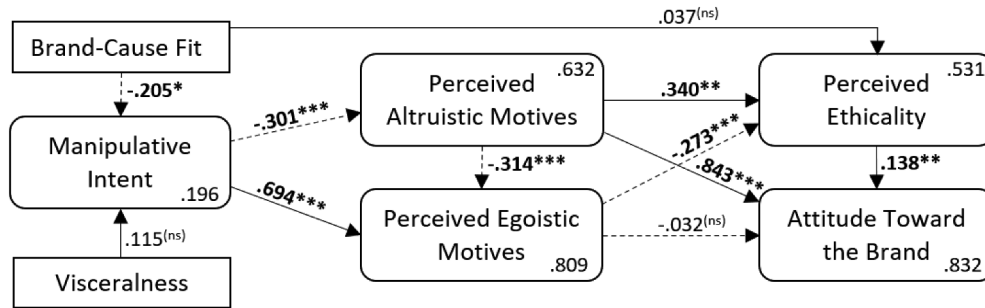 .037(ns)
Brand-Cause Fit
-.205*
Manipulative
Intent
.196
.115(ns)
Visceralness
-.301***
.694***
.632
Perceived
Altruistic Motives
-.314***
Perceived Egoistic
Motives
.809
.340**
-.273***
.843***
-.032(ns)
.531
Perceived
Ethicality
.138**
Attitude Toward
the Brand
.832